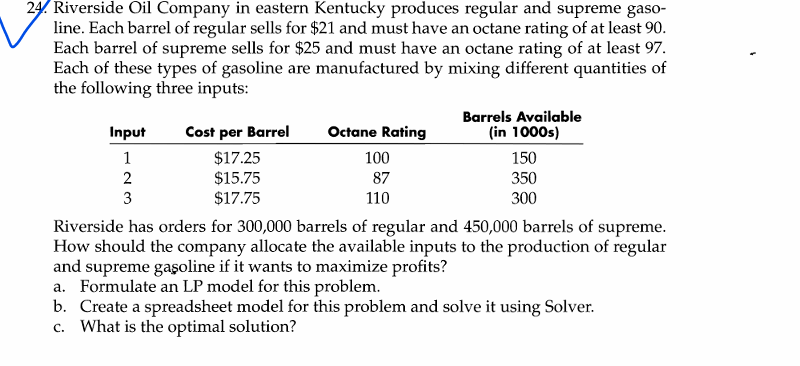 24. Riverside Oil Company in eastern Kentucky produces regular and supreme gaso-
line. Each barrel of regular sells for $21 and must have an octane rating of at least 90.
Each barrel of supreme sells for $25 and must have an octane rating of at least 97.
Each of these types of gasoline are manufactured by mixing different quantities of
the following three inputs:
Barrels Available
Input Cost per Barrel Octane Rating (in 1000s)
1 $17.25 100 150
2 $15.75 87 350
3 $17.75 110 300
Riverside has orders for 300,000 barrels of regular and 450,000 barrels of supreme.
How should the company allocate the available inputs to the production of regular
and supreme gasoline if it wants to maximize profits?
a. Formulate an LP model for this problem.
b. Create a spreadsheet model for this problem and solve it using Solver.
c. What is the optimal solution?